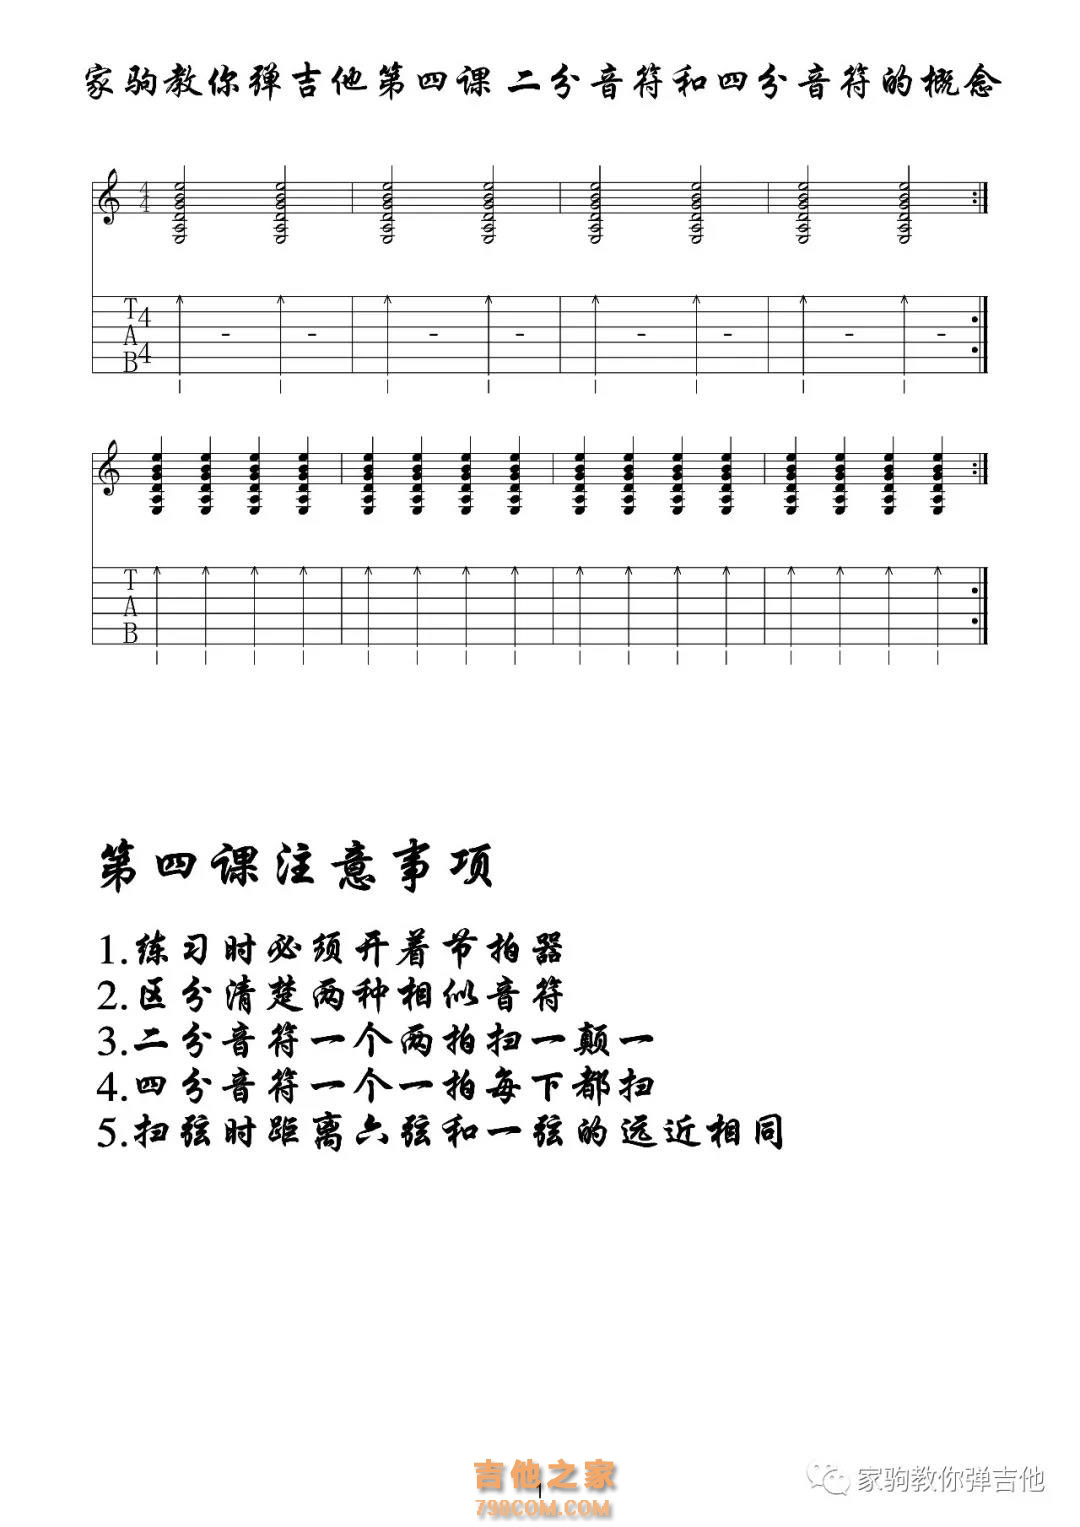 家驹教你弹吉他第四课 二分音符和四分音符的概念
4
4
T
A
B
4
4
T
A
B
第四课注意事项
1.练习时必须开着节拍器
2.区分清楚两种相似音符
3.二分音符一个两拍扫一颠一
4.四分音符一个一拍每下都扫
5.扫弦时距离六弦和一弦的远近相同
吉他之家
798COM.COM
1
家驹教你弹吉他